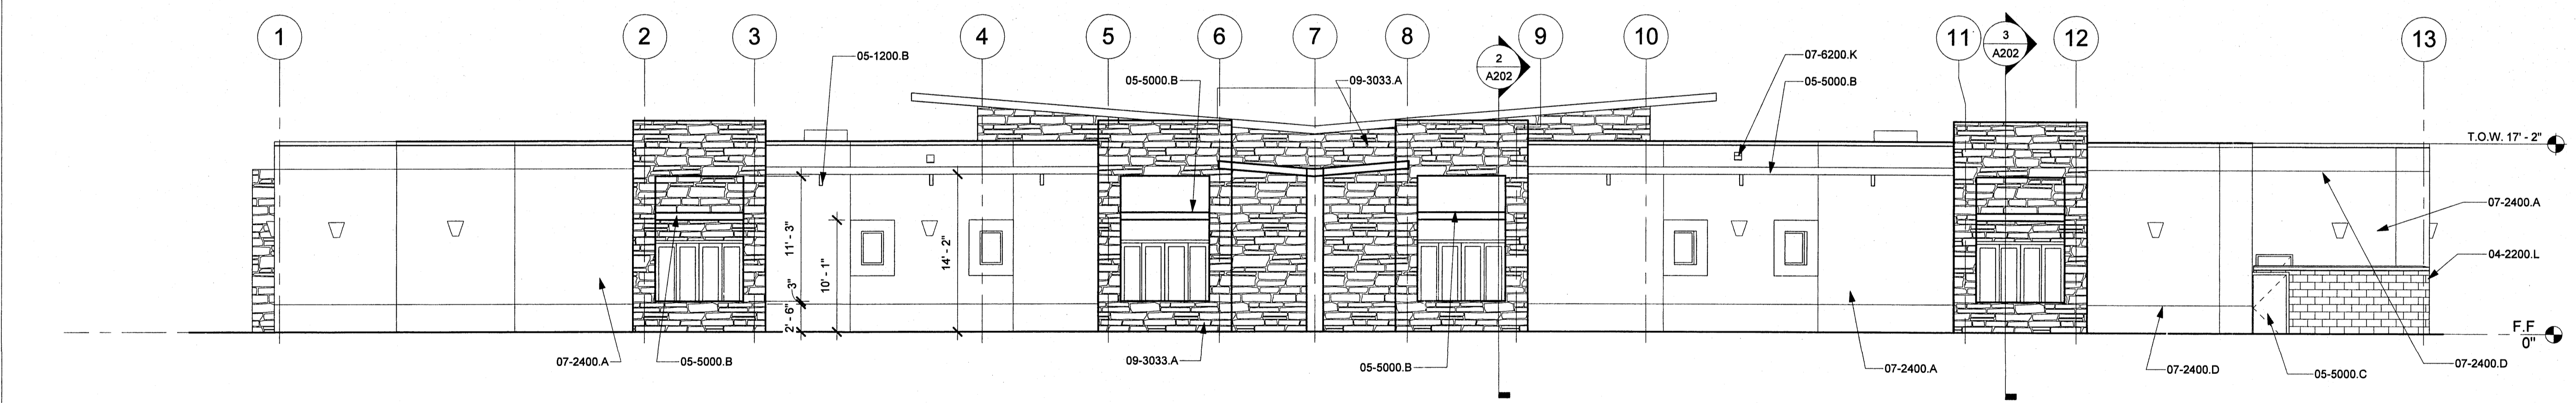 1
2
3
4
5
6
7
8
9
10
11
12
13
2
A202
3
A202
05-1200.B
05-5000.B
09-3033.A
07-6200.K
05-5000.B
T.O.W. 17' - 2"
07-2400.A
04-2200.L
11' - 3"
3"
2' - 6"
10' - 1"
14' - 2"
F.F
0"
07-2400.A
05-5000.B
09-3033.A
05-5000.B
07-2400.A
07-2400.D
05-5000.C
07-2400.D